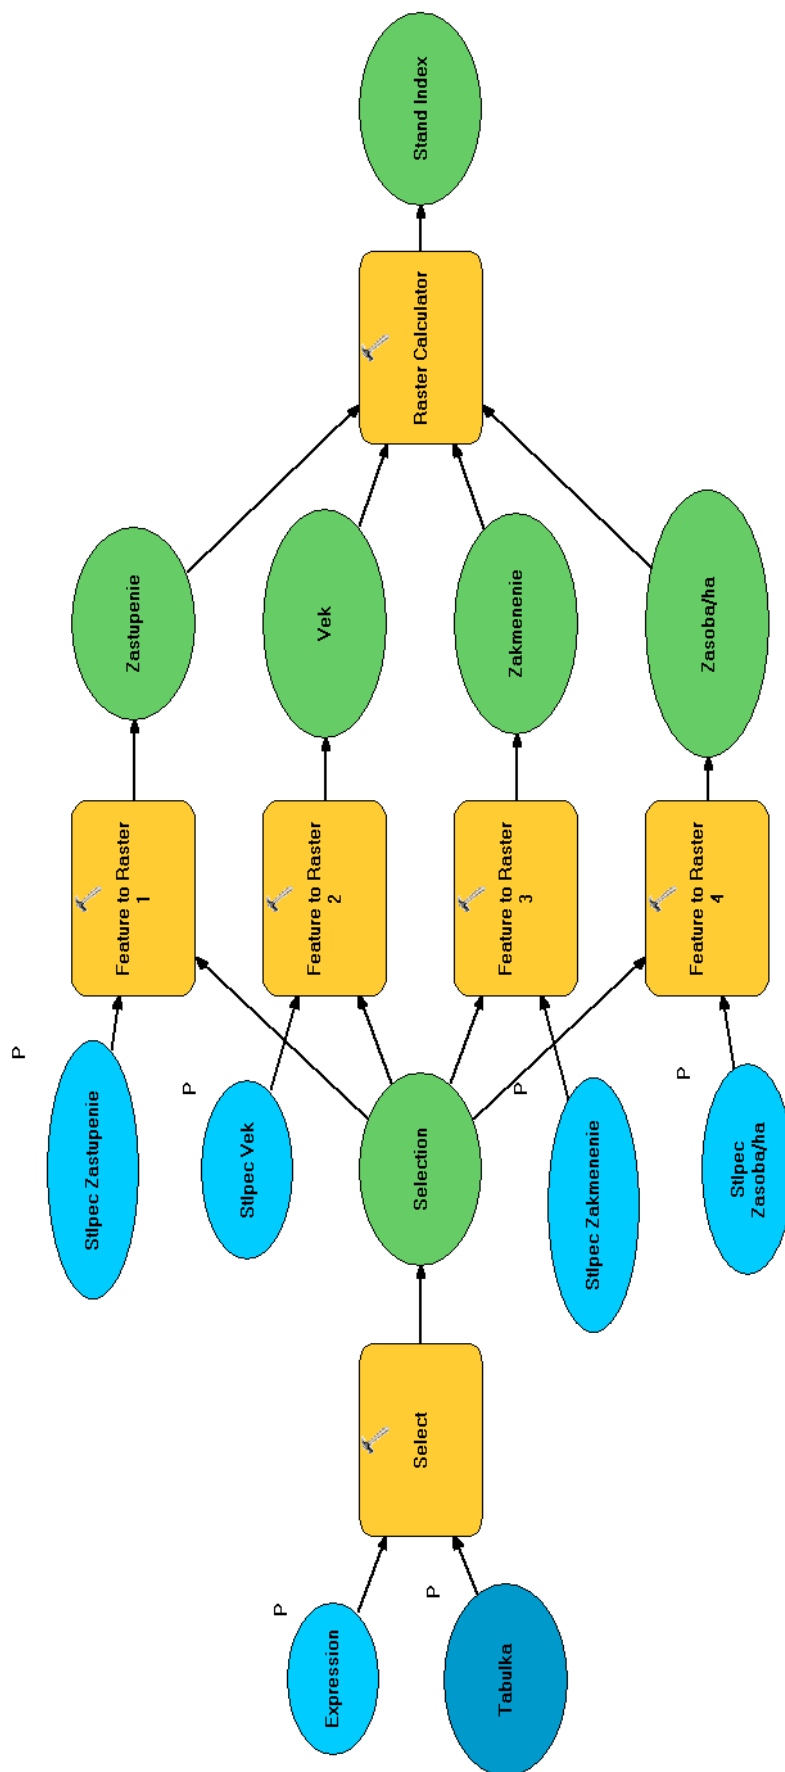 Expression
P
Tabulka
P
Select
Stlpec Zastupenie
P
Stlpec Vek
P
Selection
Stlpec Zakmenenie
P
Stlpec
Zasoba/ha
P
Feature to Raster
1
Feature to Raster
2
Feature to Raster
3
Feature to Raster
4
Zastupenie
Vek
Zakmenenie
Zasoba/ha
Raster Calculator
Stand Index